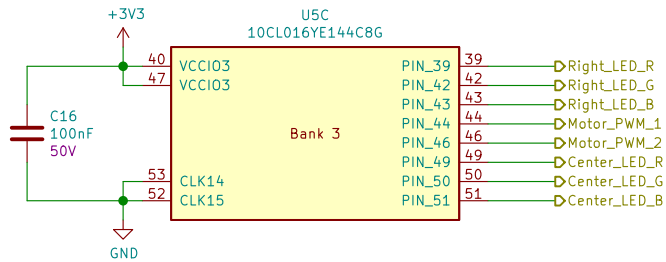 +3V3
U5C
10CL016YE144C8G
40 VCCIO3 PIN_39 39 Right_LED_R
47 VCCIO3 PIN_42 42 Right_LED_G
PIN_43 43 Right_LED_B
C16
100nF
50V
PIN_44 44 Motor_PWM_1
Bank 3
PIN_46 46 Motor_PWM_2
PIN_49 49 Center_LED_R
53 CLK14 PIN_50 50 Center_LED_G
52 CLK15 PIN_51 51 Center_LED_B
GND